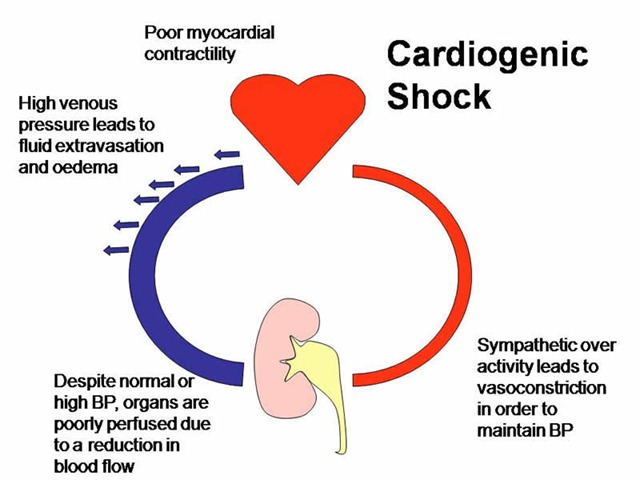 Poor myocardial
contractility
Cardiogenic
Shock
High venous
pressure leads to
fluid extravasation
and oedema
Sympathetic over
activity leads to
vasoconstriction
in order to
maintain BP
Despite normal or
high BP, organs are
poorly perfused due
to a reduction in
blood flow